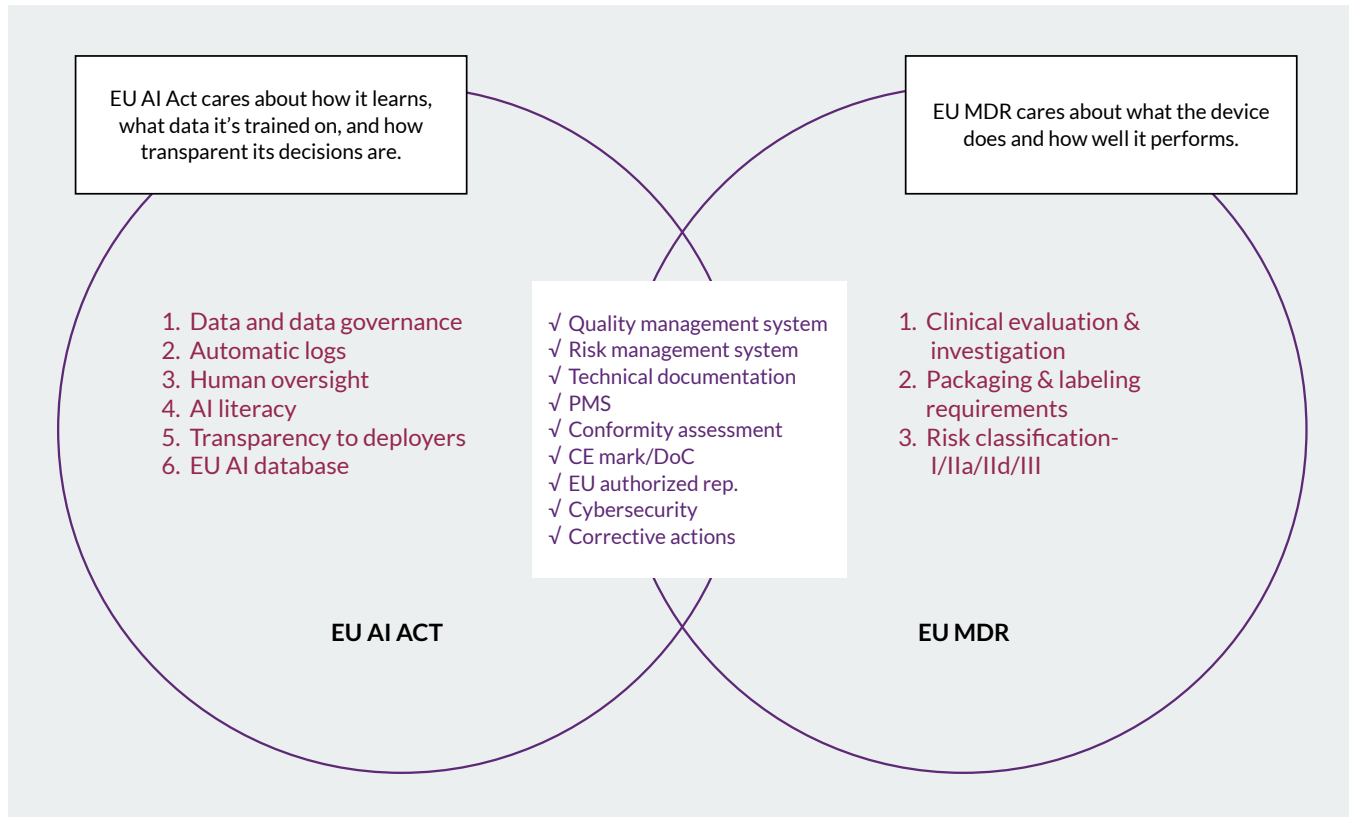 EU AI Act cares about how it learns,
what data it's trained on, and how
transparent its decisions are.
EU MDR cares about what the device
does and how well it performs.
1. Data and data governance
2. Automatic logs
3. Human oversight
4. AI literacy
5. Transparency to deployers
6. EU AI database
√ Quality management system
√ Risk management system
√ Technical documentation
√ PMS
√ Conformity assessment
√ CE mark/DoC
√ EU authorized rep.
√ Cybersecurity
√ Corrective actions
1. Clinical evaluation &
investigation
2. Packaging & labeling
requirements
3. Risk classification-
I/IIa/IId/III
EU AI ACT
EU MDR